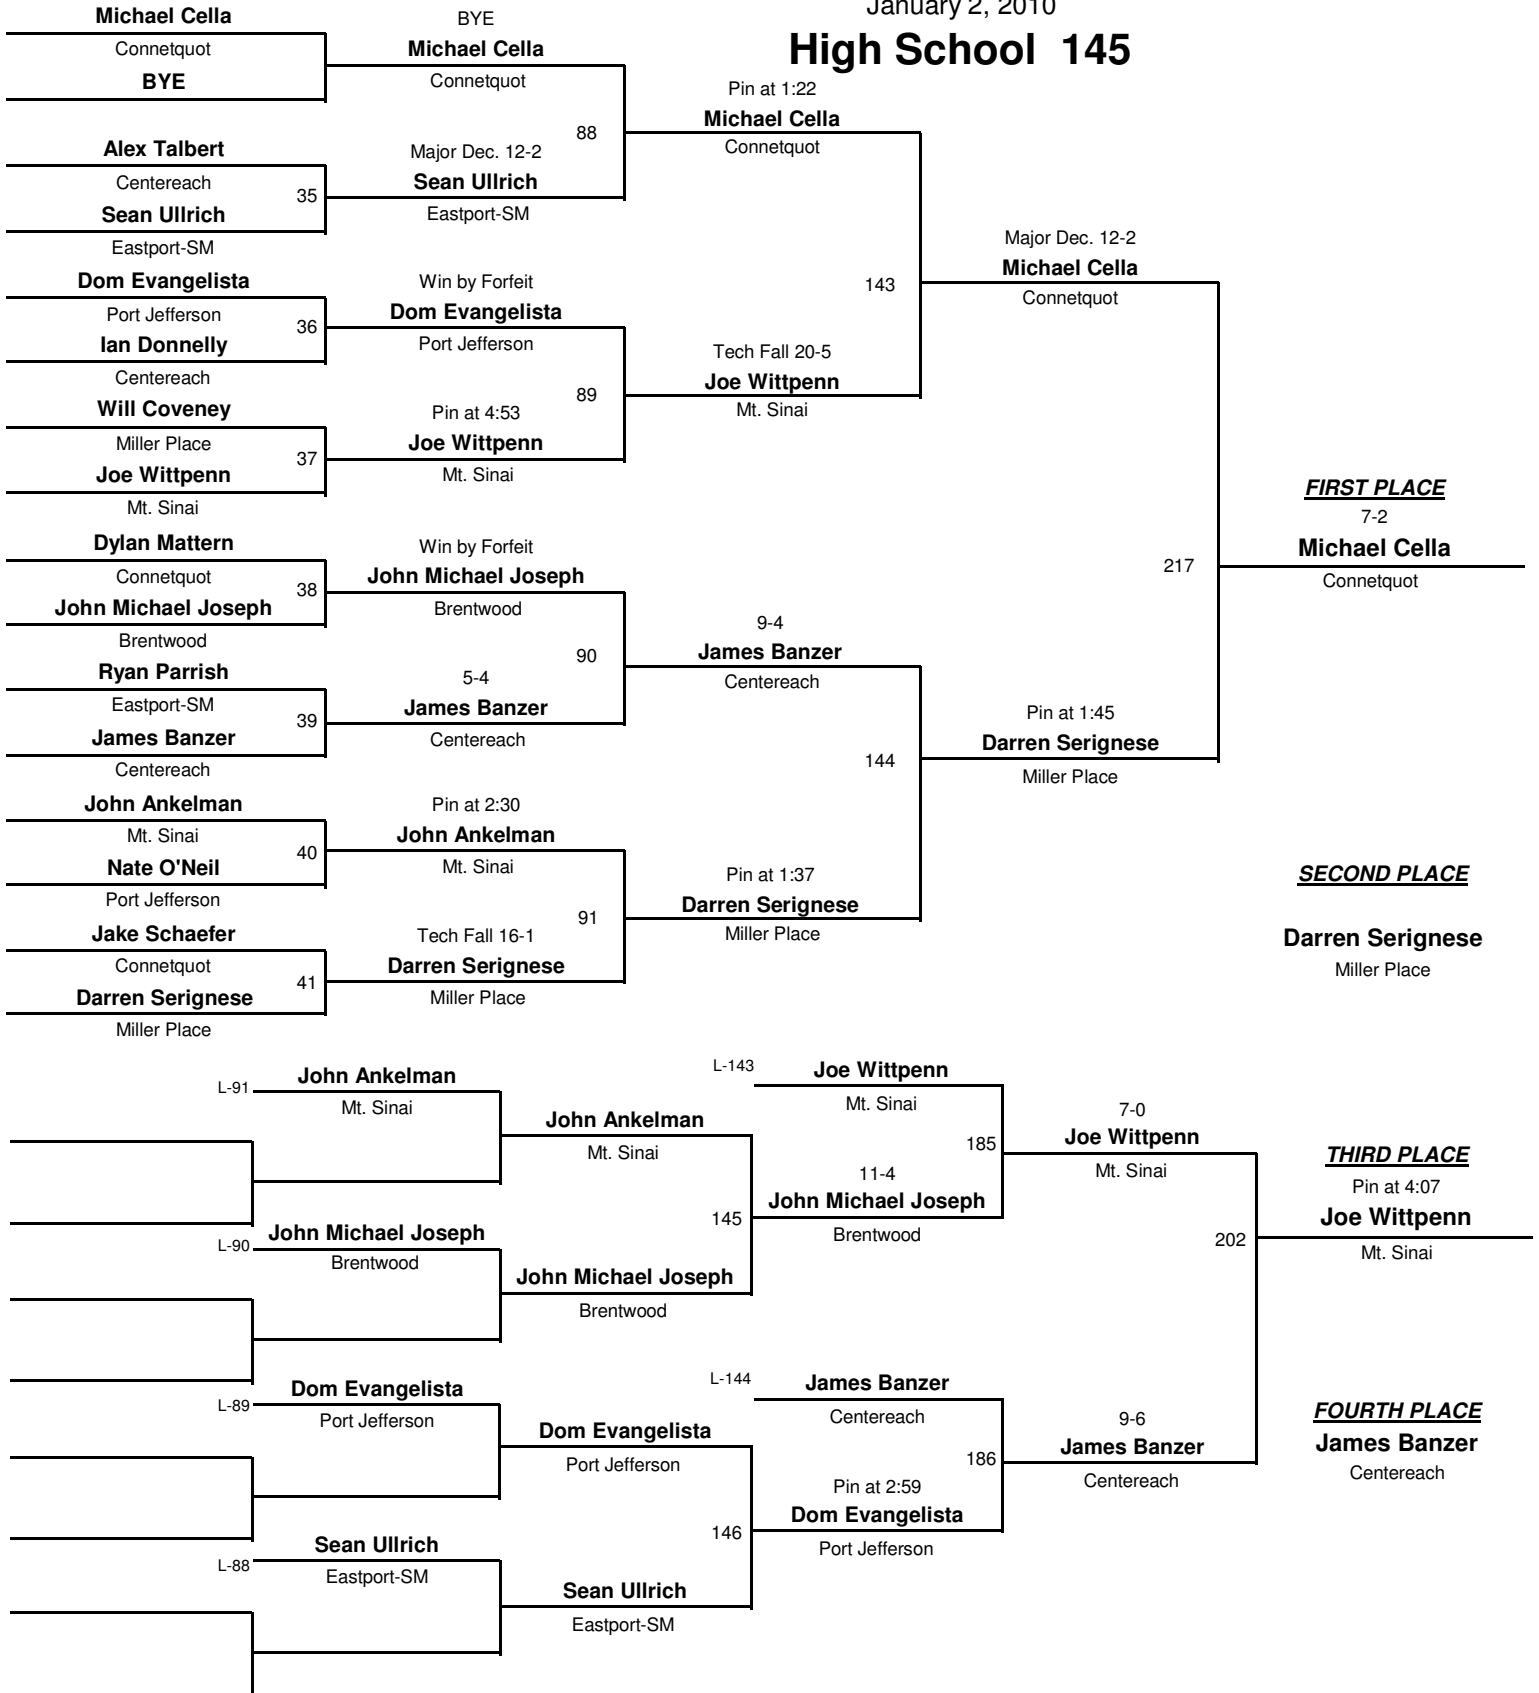 January 2, 2010
High School 145
Michael Cella
Connetquot
BYE
Alex Talbert
Centereach
35
Sean Ullrich
Eastport-SM
Dom Evangelista
Port Jefferson
36
Ian Donnelly
Centereach
Will Coveney
Miller Place
37
Joe Wittpenn
Mt. Sinai
Dylan Mattern
Connetquot
38
John Michael Joseph
Brentwood
Ryan Parrish
Eastport-SM
39
James Banzer
Centereach
John Ankelman
Mt. Sinai
40
Nate O'Neil
Port Jefferson
Jake Schaefer
Connetquot
41
Darren Serignese
Miller Place
BYE
Michael Cella
Connetquot
88
Major Dec. 12-2
Sean Ullrich
Eastport-SM
Win by Forfeit
Dom Evangelista
Port Jefferson
89
Pin at 4:53
Joe Wittpenn
Mt. Sinai
Win by Forfeit
John Michael Joseph
Brentwood
90
5-4
James Banzer
Centereach
Pin at 2:30
John Ankelman
Mt. Sinai
91
Tech Fall 16-1
Darren Serignese
Miller Place
Pin at 1:22
Michael Cella
Connetquot
143
Tech Fall 20-5
Joe Wittpenn
Mt. Sinai
9-4
James Banzer
Centereach
144
Pin at 1:37
Darren Serignese
Miller Place
Major Dec. 12-2
Michael Cella
Connetquot
217
Pin at 1:45
Darren Serignese
Miller Place
FIRST PLACE
7-2
Michael Cella
Connetquot
SECOND PLACE
Darren Serignese
Miller Place
L-91
John Ankelman
Mt. Sinai
L-90
John Michael Joseph
Brentwood
L-89
Dom Evangelista
Port Jefferson
L-88
Sean Ullrich
Eastport-SM
John Ankelman
Mt. Sinai
145
John Michael Joseph
Brentwood
Dom Evangelista
Port Jefferson
146
Sean Ullrich
Eastport-SM
L-143
Joe Wittpenn
Mt. Sinai
185
11-4
John Michael Joseph
Brentwood
L-144
James Banzer
Centereach
186
Pin at 2:59
Dom Evangelista
Port Jefferson
7-0
Joe Wittpenn
Mt. Sinai
202
9-6
James Banzer
Centereach
THIRD PLACE
Pin at 4:07
Joe Wittpenn
Mt. Sinai
FOURTH PLACE
James Banzer
Centereach